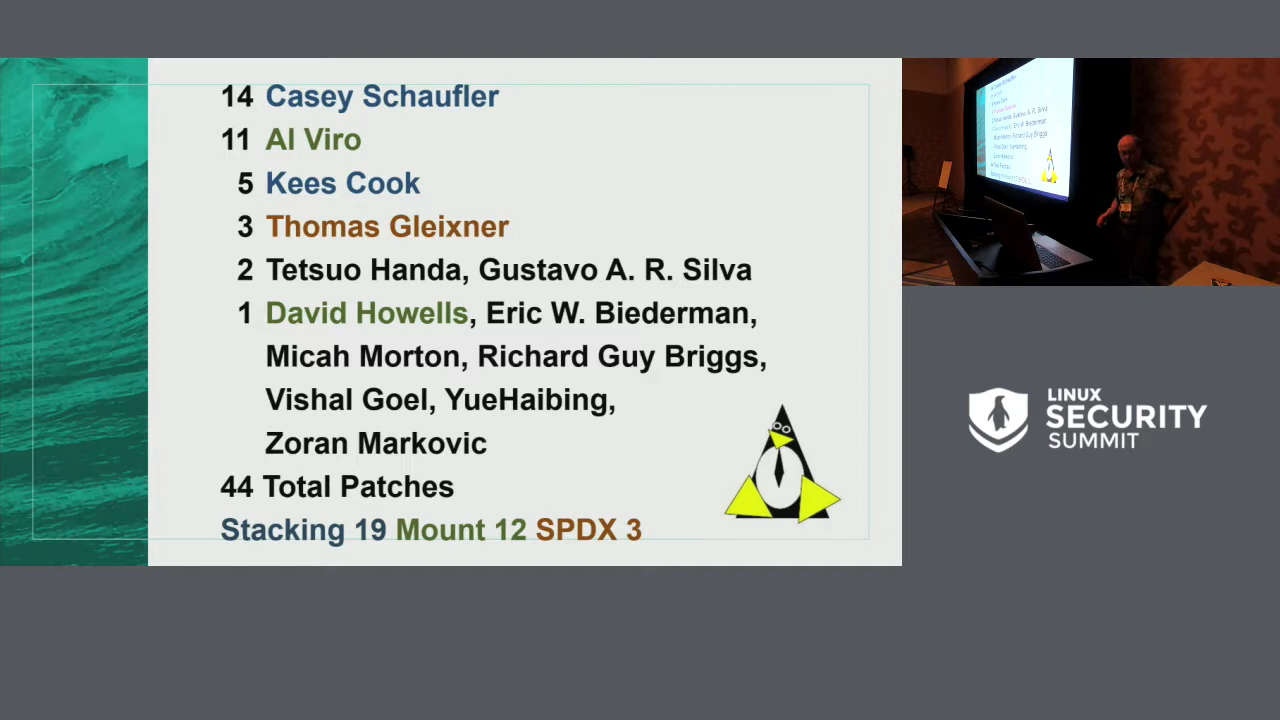 14 Casey Schaufler
11 Al Viro
5 Kees Cook
3 Thomas Gleixner
2 Tetsuo Handa, Gustavo A. R. Silva
1 David Howells, Eric W. Biederman,
Micah Morton, Richard Guy Briggs,
Vishal Goel, YueHaibing,
Zoran Markovic
44 Total Patches
Stacking 19 Mount 12 SPDX 3
LINUX
SECURITY
SUMMIT